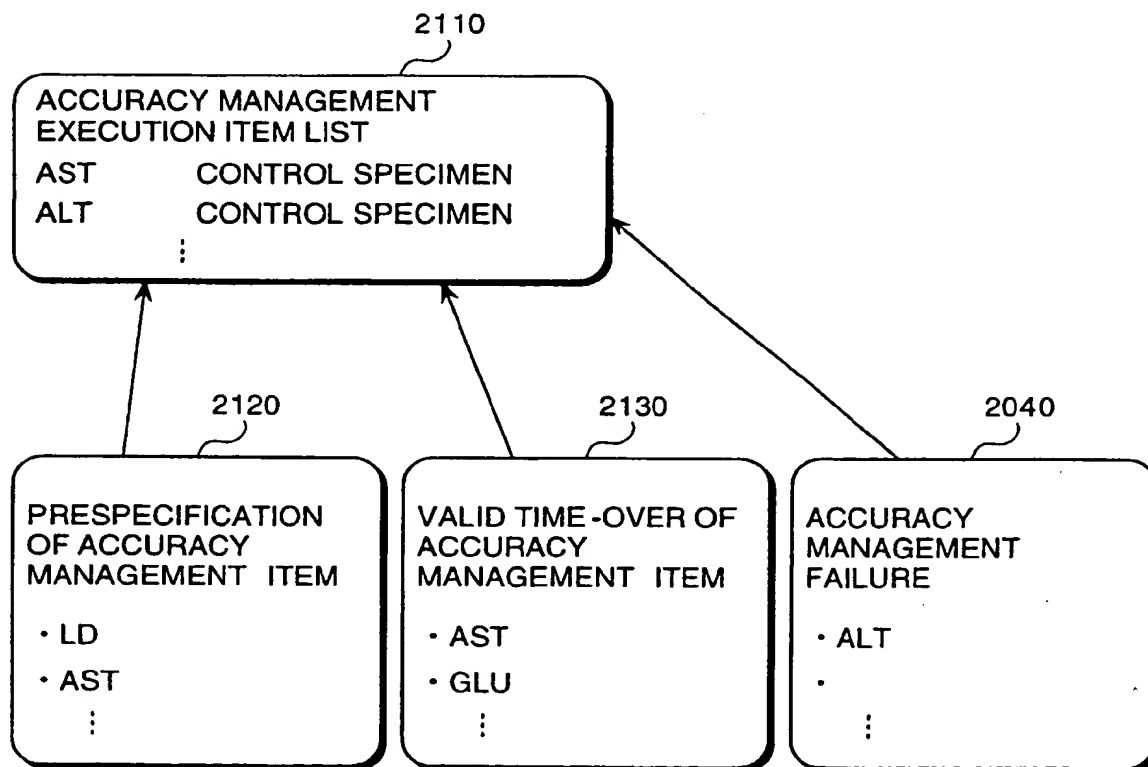 2110
ACCURACY MANAGEMENT
EXECUTION ITEM LIST
AST CONTROL SPECIMEN
ALT CONTROL SPECIMEN
⋮
2120
PRESPECIFICATION
OF ACCURACY
MANAGEMENT ITEM
・LD
・AST
⋮
2130
VALID TIME-OVER OF
ACCURACY
MANAGEMENT ITEM
・AST
・GLU
⋮
2040
ACCURACY
MANAGEMENT
FAILURE
・ALT
・
⋮